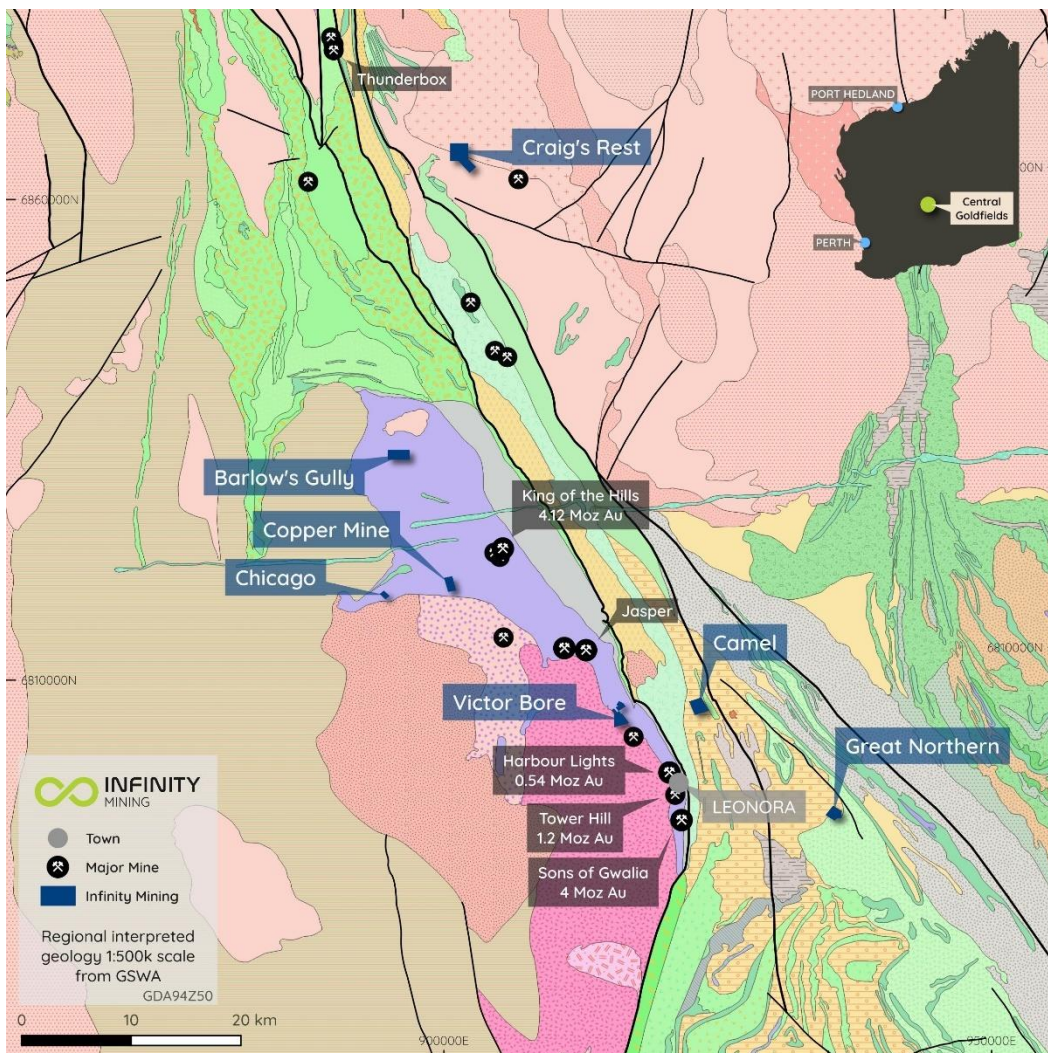 Thunderbox
PORT HEDLAND
Craig's Rest
00N
6860000N
Central
Goldfields
PERTH
Barlow's Gully
King of the Hills
4.12 Moz Au
Copper Mine
Chicago
Jasper
Camel
6810000N
6810000N
Victor Bore
Great Northern
Harbour Lights
0.54 Moz Au
LEONORA
Tower Hill
1.2 Moz Au
Sons of Gwalia
4 Moz Au
INFINITY
MINING
Town
Major Mine
Infinity Mining
Regional interpreted
geology 1:500k scale
from GSWA
GDA94Z50
0 10 20 km
900000E
950000E